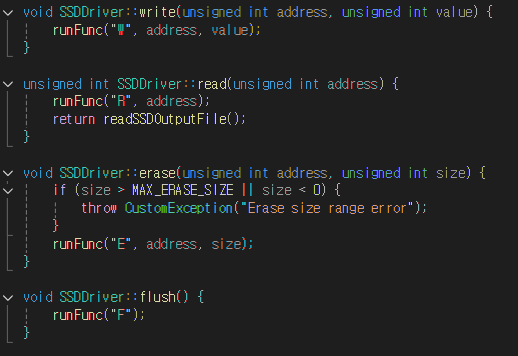 void SSDDriver::write(unsigned int address, unsigned int value) {
    runFunc("W", address, value);
}
unsigned int SSDDriver::read(unsigned int address) {
    runFunc("R", address);
    return readSSDOutputFile();
}
void SSDDriver::erase(unsigned int address, unsigned int size) {
    if (size > MAX_ERASE_SIZE || size < 0) {
        throw CustomException("Erase size range error");
    }
    runFunc("E", address, size);
}
void SSDDriver::flush() {
    runFunc("F");
}